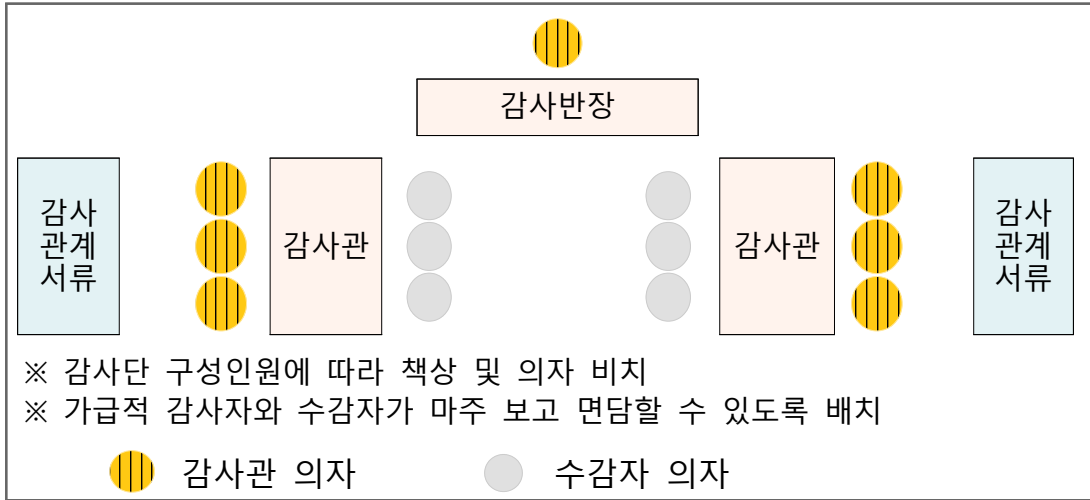 감사반장
감사
관계
서류
감사관
감사관
감사
관계
서류
※ 감사단 구성인원에 따라 책상 및 의자 비치
※ 가급적 감사자와 수감자가 마주 보고 면담할 수 있도록 배치
감사관 의자
수감자 의자